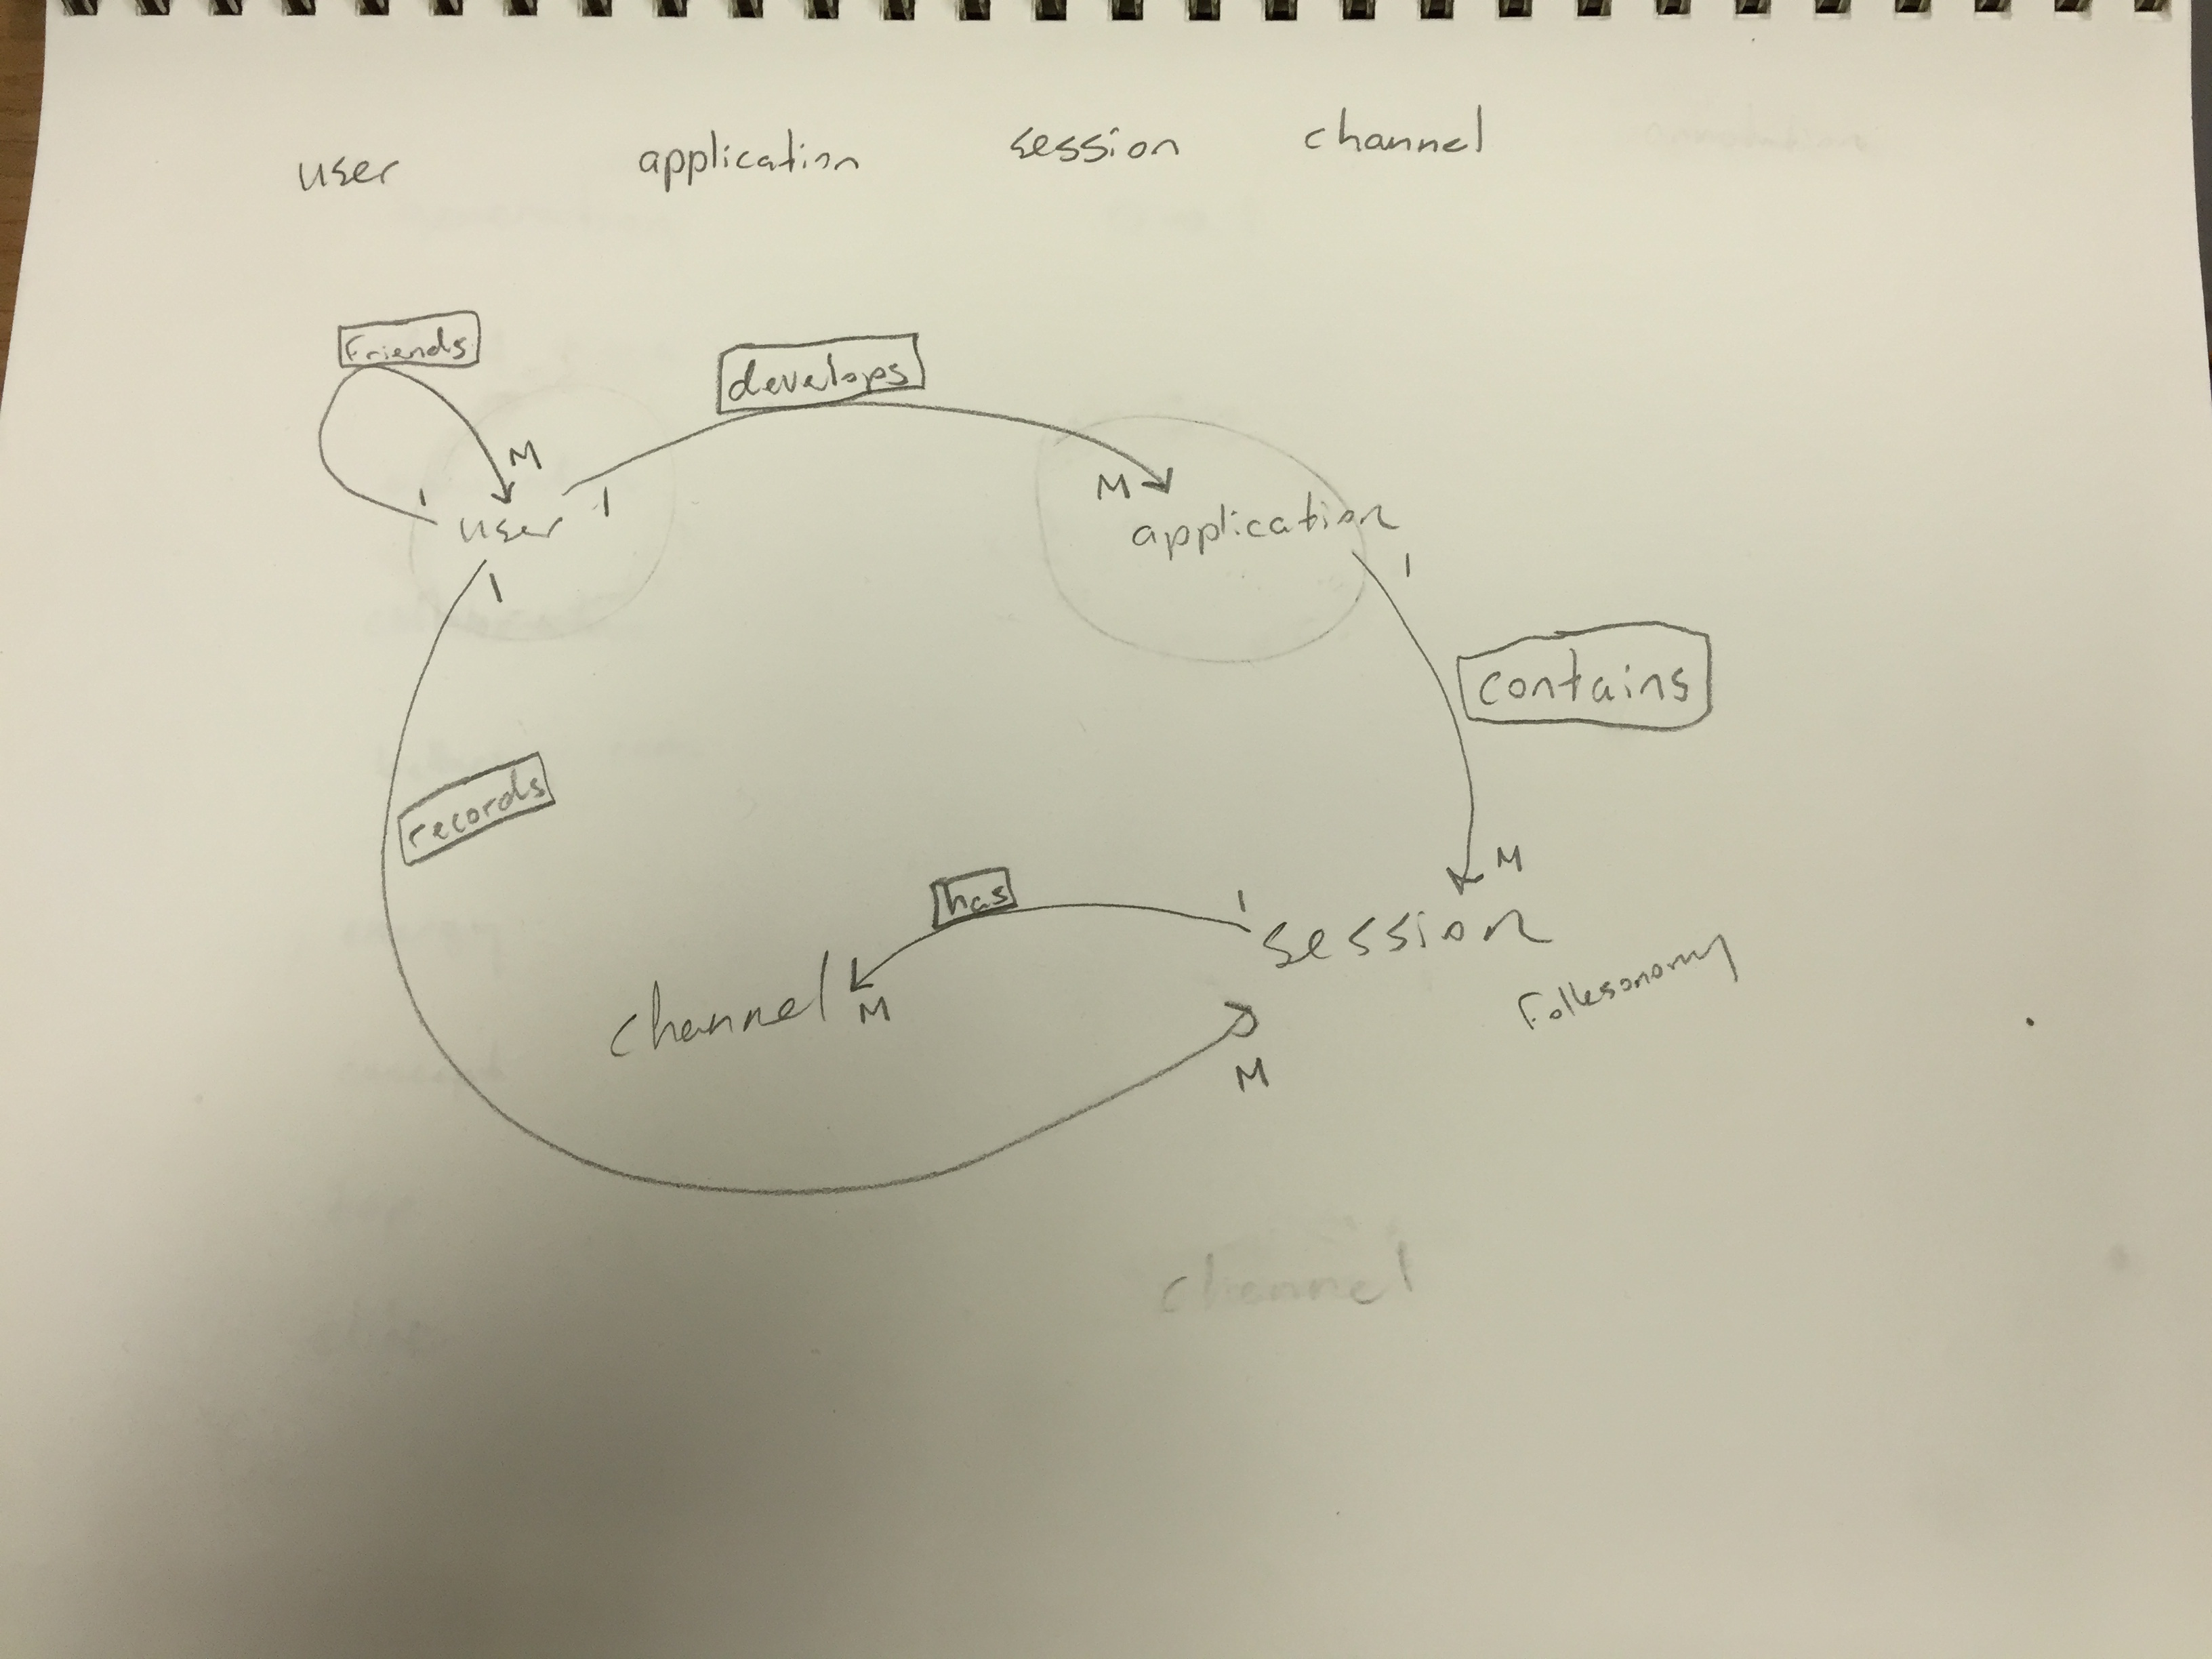 user application session channel
Friends
develops
M
1 user 1
M
application
1
1
contains
records
has
1
M
session
channel M
Folksonomy
M
channel